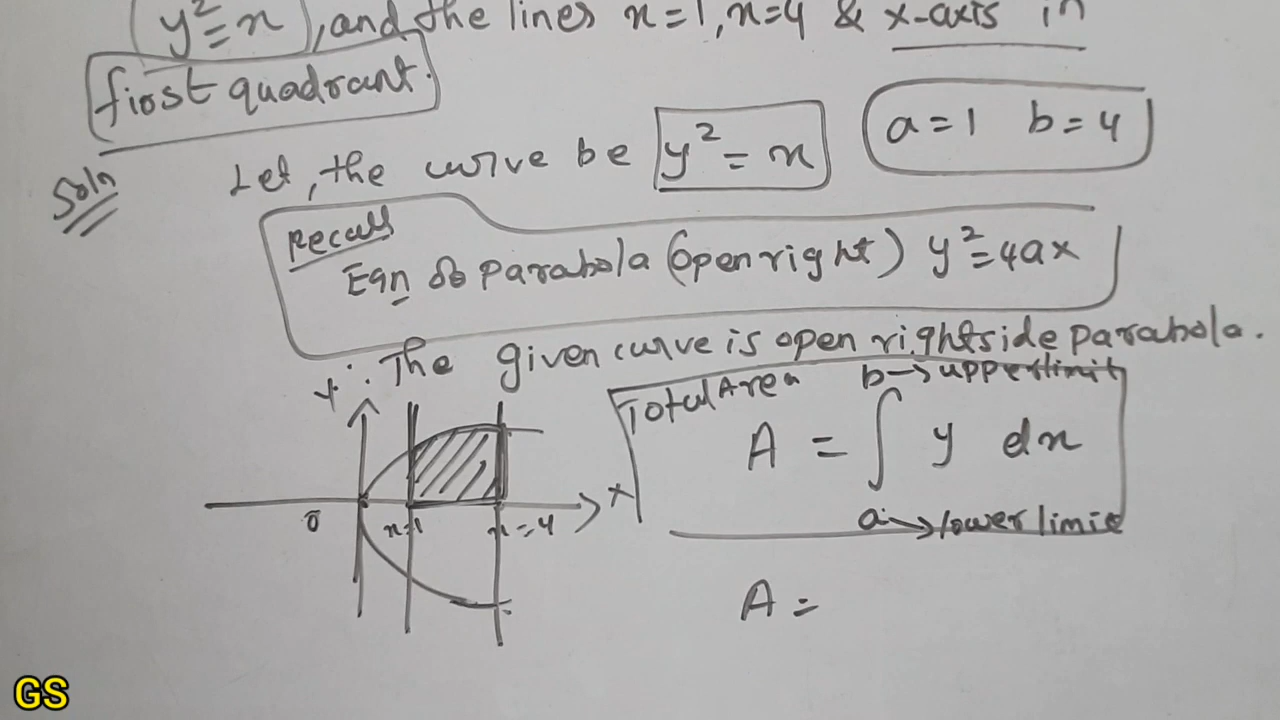 (y²=x), and the lines x=1, x=4 & x-axis in
first quadrant.
Soln
Let, the curve be y² = x
a=1 b=4
Recall
Eqn of parabola (open right) y²=4ax
∴ The given curve is open rightside parabola.
Y
Total Area
b→upperlimit
A = ∫ y dx
a→lower limit
X
0
x=1
x=4
A =
GS